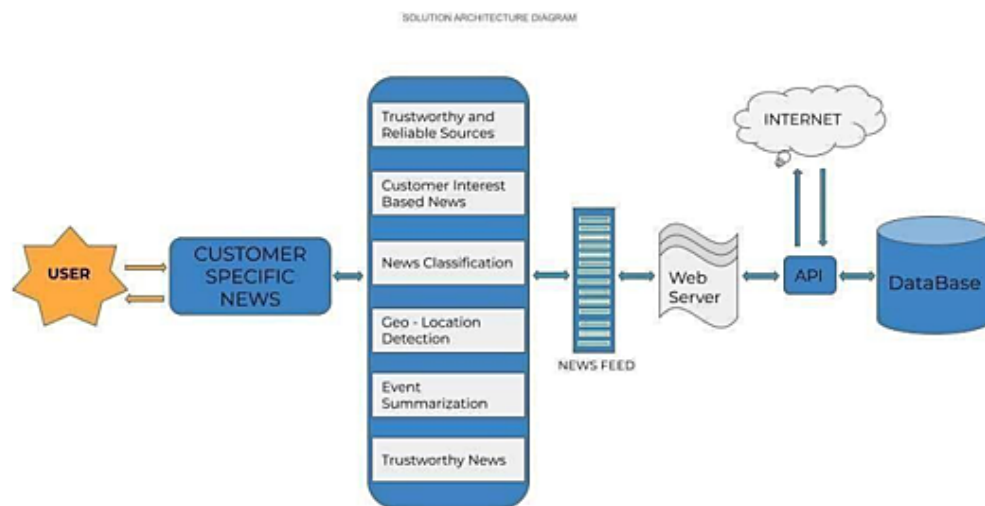 SOLUTION ARCHITECTURE DIAGRAM
USER
CUSTOMER
SPECIFIC
NEWS
Trustworthy and
Reliable Sources
Customer Interest
Based News
News Classification
Geo - Location
Detection
Event
Summarization
Trustworthy News
NEWS FEED
Web
Server
INTERNET
API
DataBase